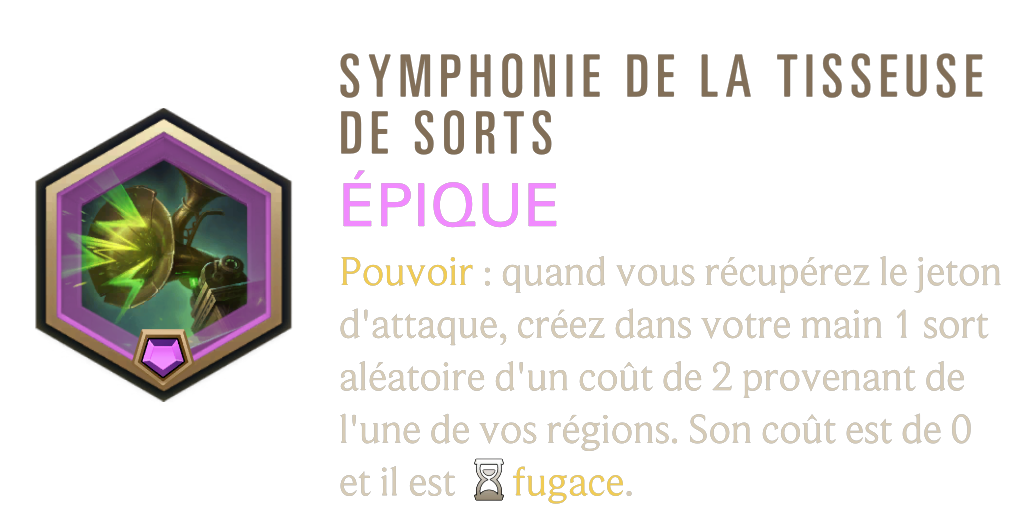 SYMPHONIE DE LA TISSEUSE
DE SORTS
ÉPIQUE
Pouvoir : quand vous récupérez le jeton
d'attaque, créez dans votre main 1 sort
aléatoire d'un coût de 2 provenant de
l'une de vos régions. Son coût est de 0
et il est fugace.